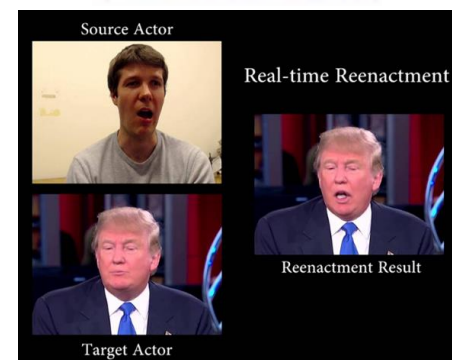 Source Actor
Real-time Reenactment
Reenactment Result
Target Actor